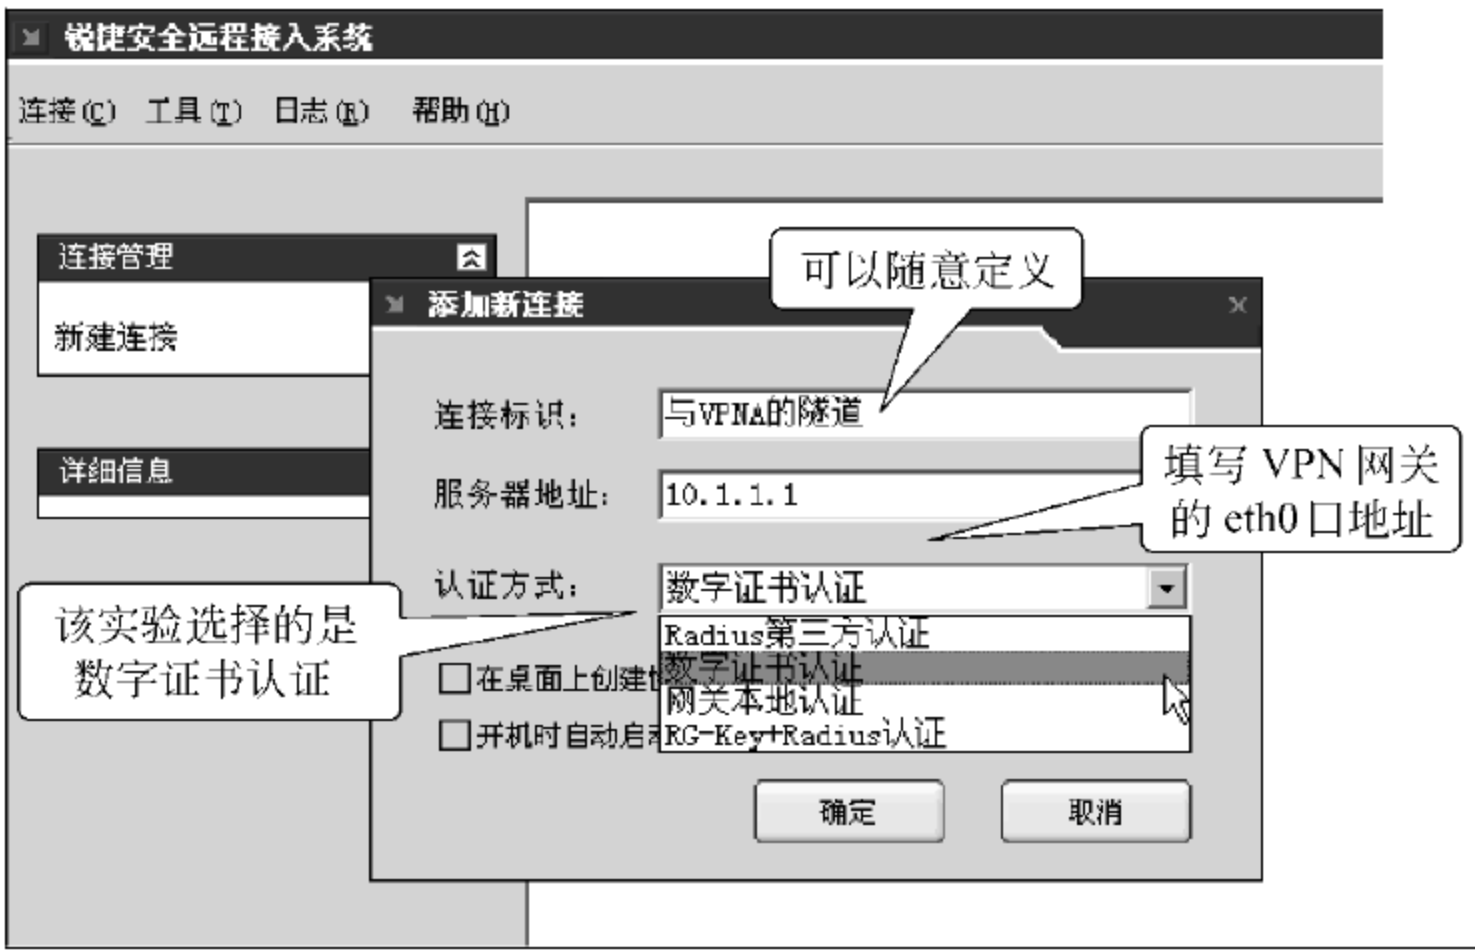 锐捷安全远程接入系统
连接(C) 工具(T) 日志(R) 帮助(H)
连接管理
新建连接
详细信息
添加新连接
可以随意定义
连接标识：
与VPNA的隧道
服务器地址：
10.1.1.1
填写 VPN 网关
的 eth0 口地址
认证方式：
数字证书认证
Radius第三方认证
数字证书认证
网关本地认证
RG-Key+Radius认证
该实验选择的是
数字证书认证
在桌面上创建
开机时自动启
确定
取消